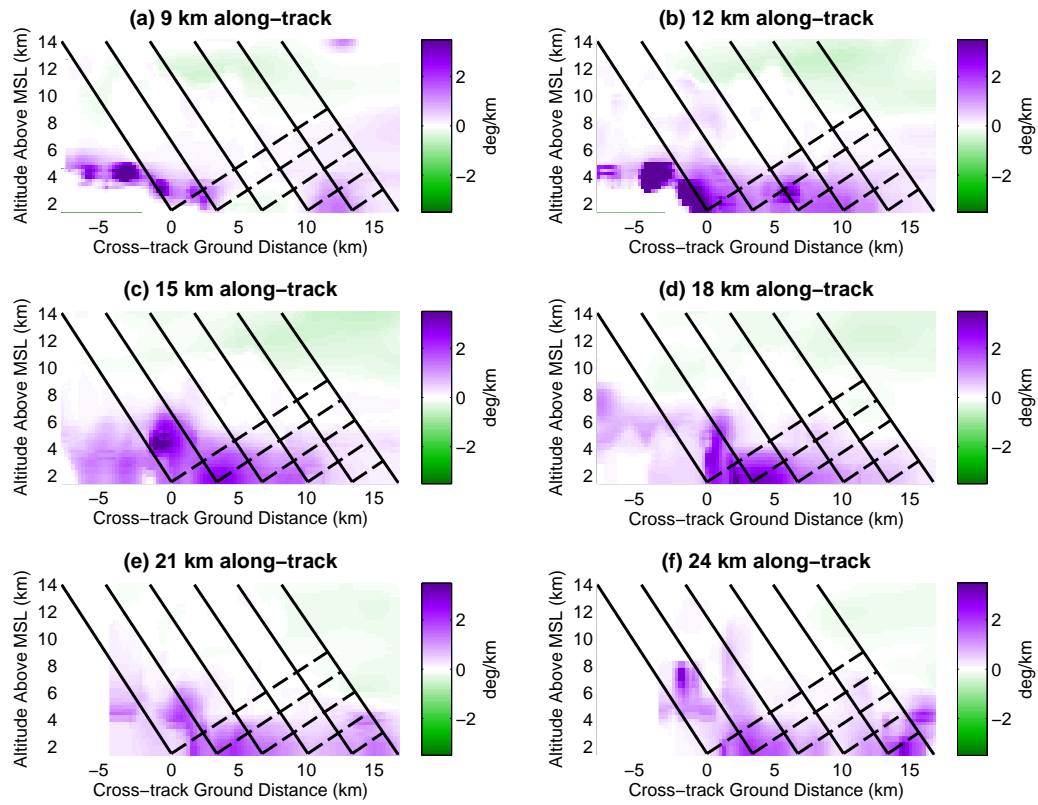 (a) 9 km along−track
(b) 12 km along−track
Altitude Above MSL (km)
14
12
10
8
6
4
2
−5 0 5 10 15
Cross−track Ground Distance (km)
2
0
−2
deg/km
Altitude Above MSL (km)
14
12
10
8
6
4
2
−5 0 5 10 15
Cross−track Ground Distance (km)
2
0
−2
deg/km
(c) 15 km along−track
(d) 18 km along−track
Altitude Above MSL (km)
14
12
10
8
6
4
2
−5 0 5 10 15
Cross−track Ground Distance (km)
2
0
−2
deg/km
Altitude Above MSL (km)
14
12
10
8
6
4
2
−5 0 5 10 15
Cross−track Ground Distance (km)
2
0
−2
deg/km
(e) 21 km along−track
(f) 24 km along−track
Altitude Above MSL (km)
14
12
10
8
6
4
2
−5 0 5 10 15
Cross−track Ground Distance (km)
2
0
−2
deg/km
Altitude Above MSL (km)
14
12
10
8
6
4
2
−5 0 5 10 15
Cross−track Ground Distance (km)
2
0
−2
deg/km